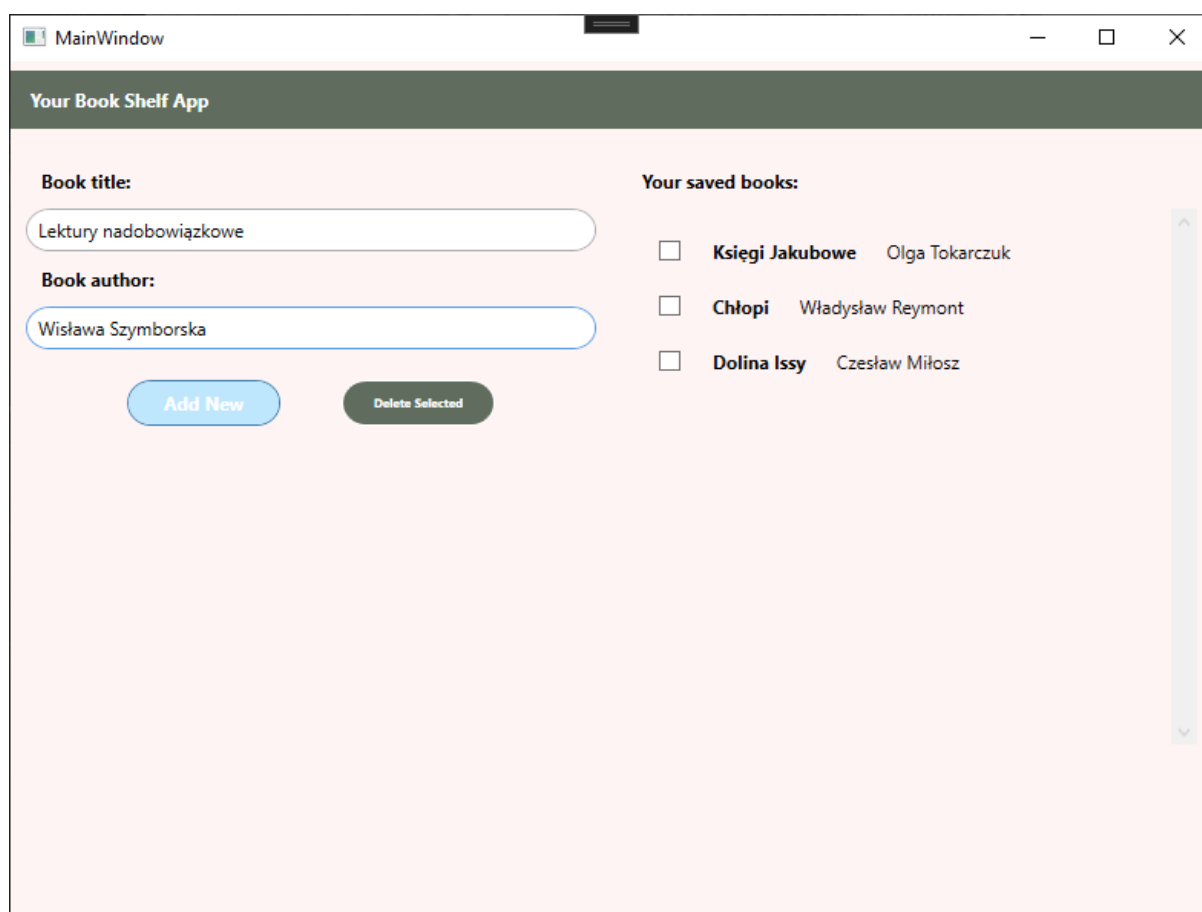 MainWindow
Your Book Shelf App
Book title:
Lektury nadobowiązkowe
Book author:
Wisława Szymborska
Add New
Delete Selected
Your saved books:
Księgi Jakubowe Olga Tokarczuk
Chłopi Władysław Reymont
Dolina Issy Czesław Miłosz